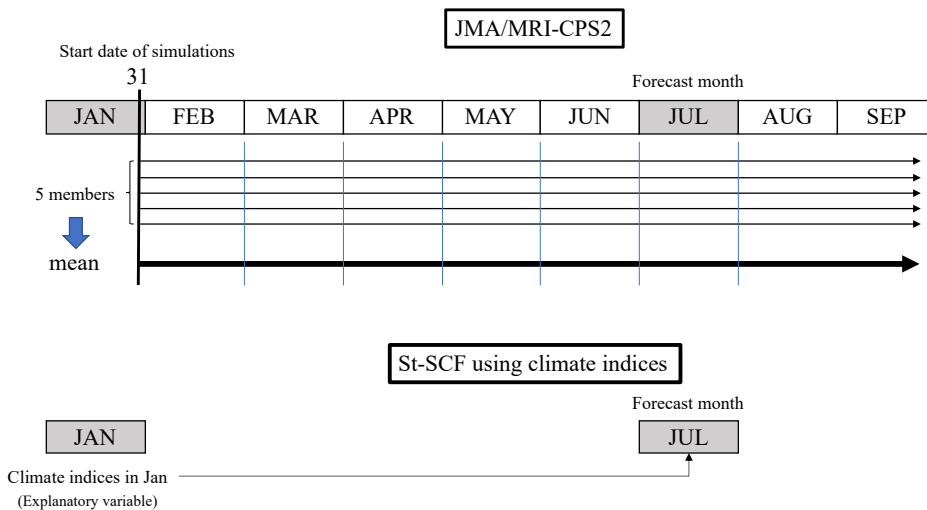 JMA/MRI-CPS2
Start date of simulations
31
Forecast month
JAN FEB MAR APR MAY JUN JUL AUG SEP
5 members
mean
St-SCF using climate indices
Forecast month
JAN JUL
Climate indices in Jan
(Explanatory variable)